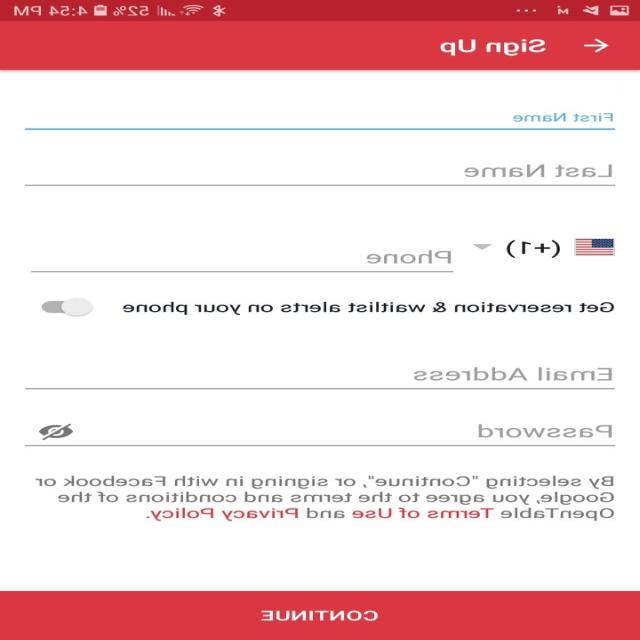 52% 4:54 PM
Sign Up
First Name
Last Name
(+1) Phone
Get reservation & waitlist alerts on your phone
Email Address
Password
By selecting "Continue", or signing in with Facebook or
Google, you agree to the terms and conditions of the
OpenTable Terms of Use and Privacy Policy.
CONTINUE